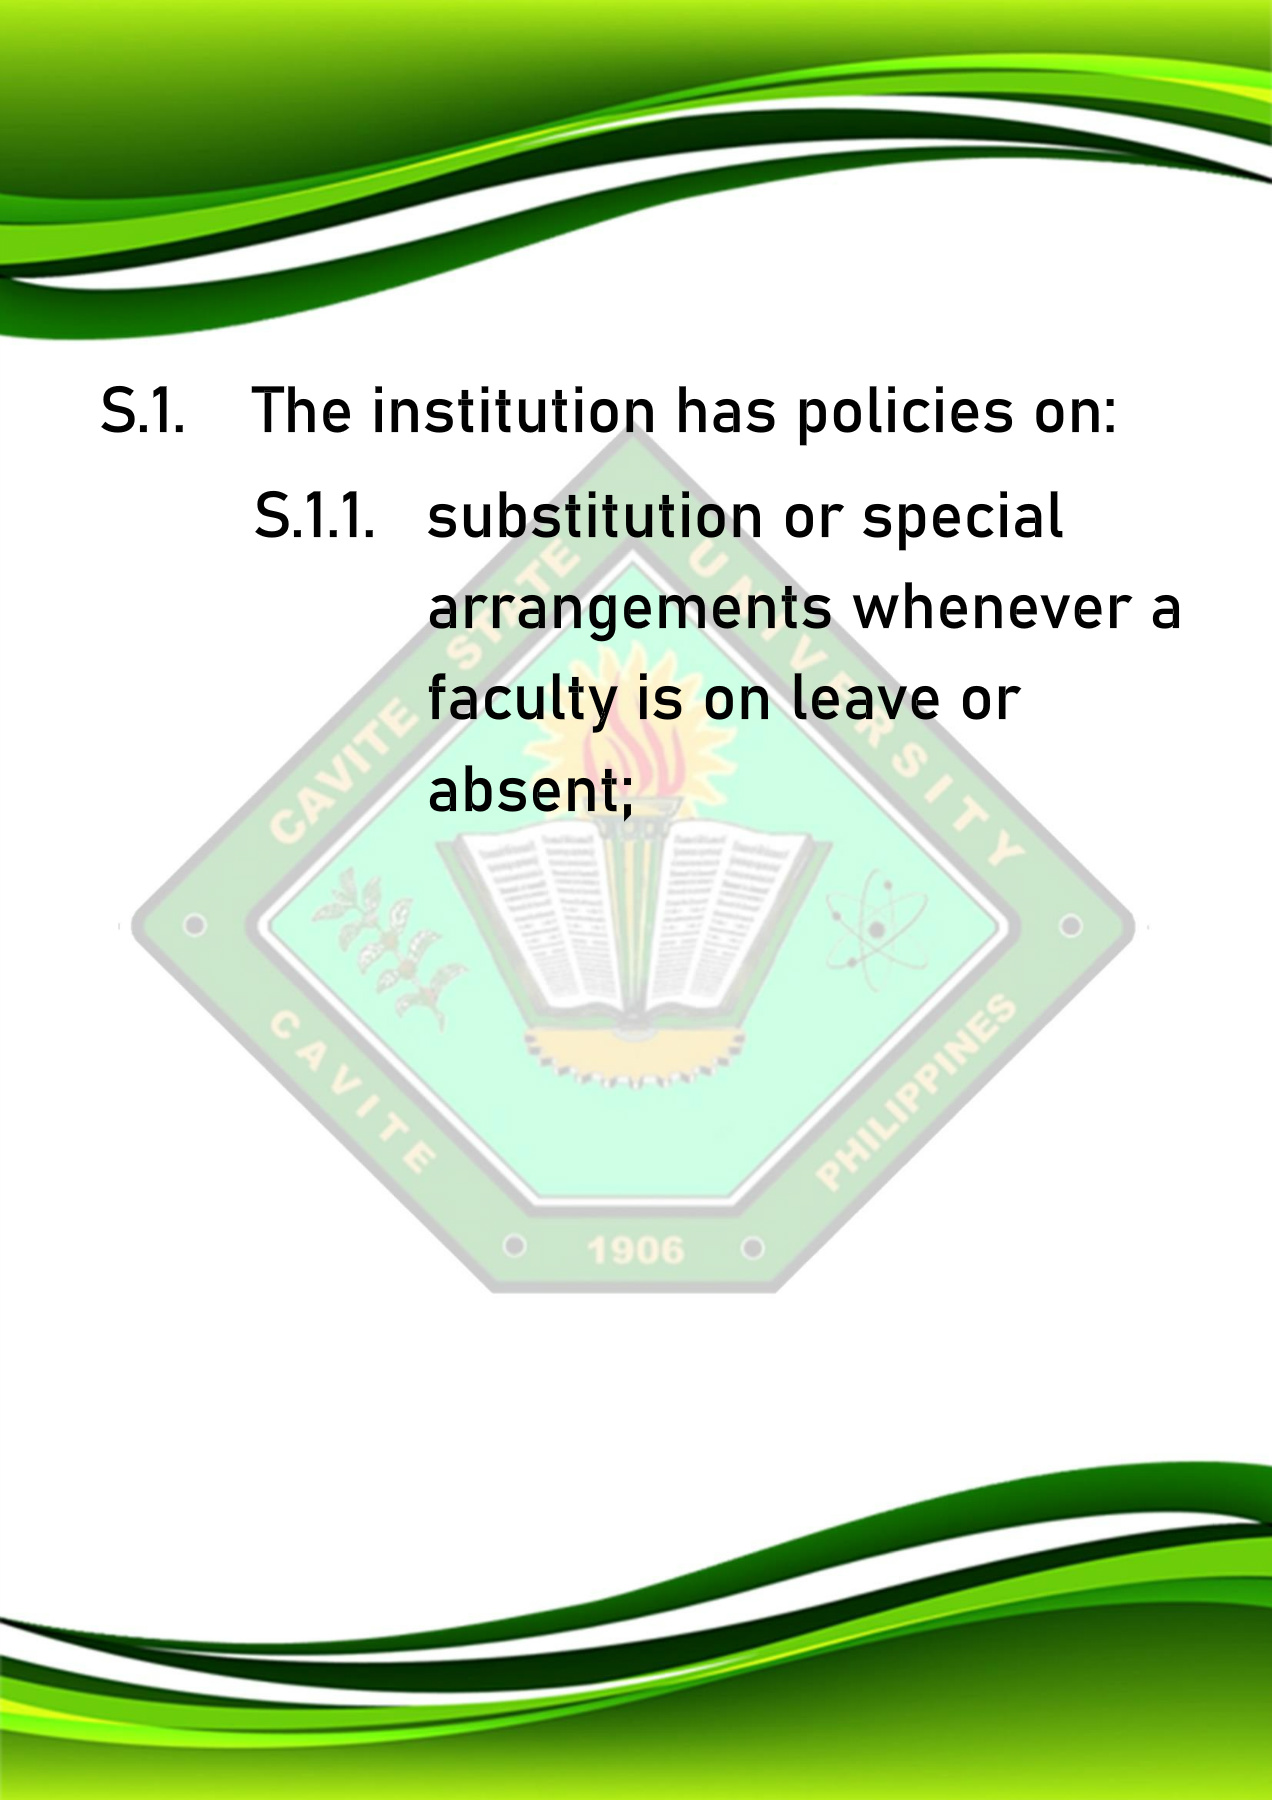 S.1. The institution has policies on:
S.1.1. substitution or special
arrangements whenever a
faculty is on leave or
absent;
CAVITE STATE UNIVERSITY
CAVITE
PHILIPPINES
1906